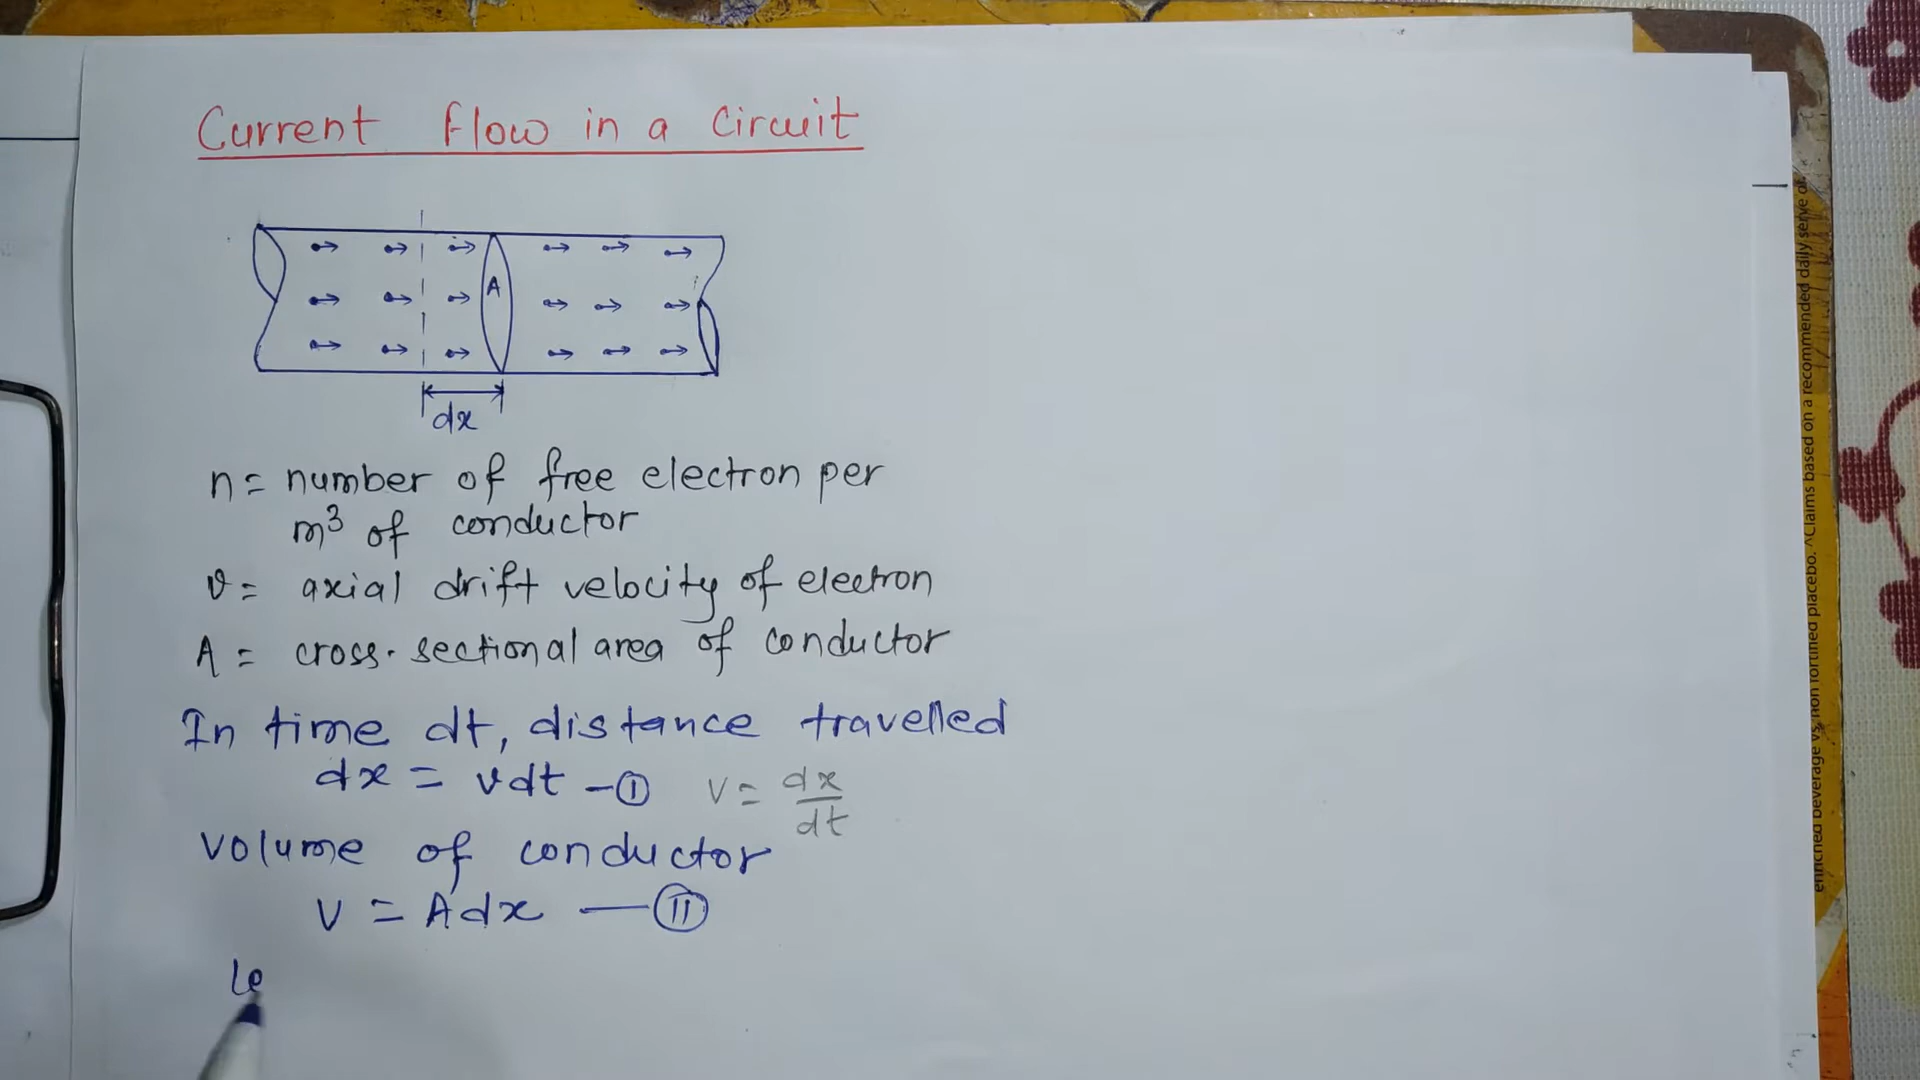 Current flow in a Circuit
A
dx
n = number of free electron per
m³ of conductor
v = axial drift velocity of electron
A = cross-sectional area of conductor
In time dt, distance travelled
dx = vdt - ①
v = dx/dt
volume of conductor
V = Adx — Ⓘⓘ
Le
enriched beverage vs. non fortified placebo. ^Claims based on a recommended daily serve of